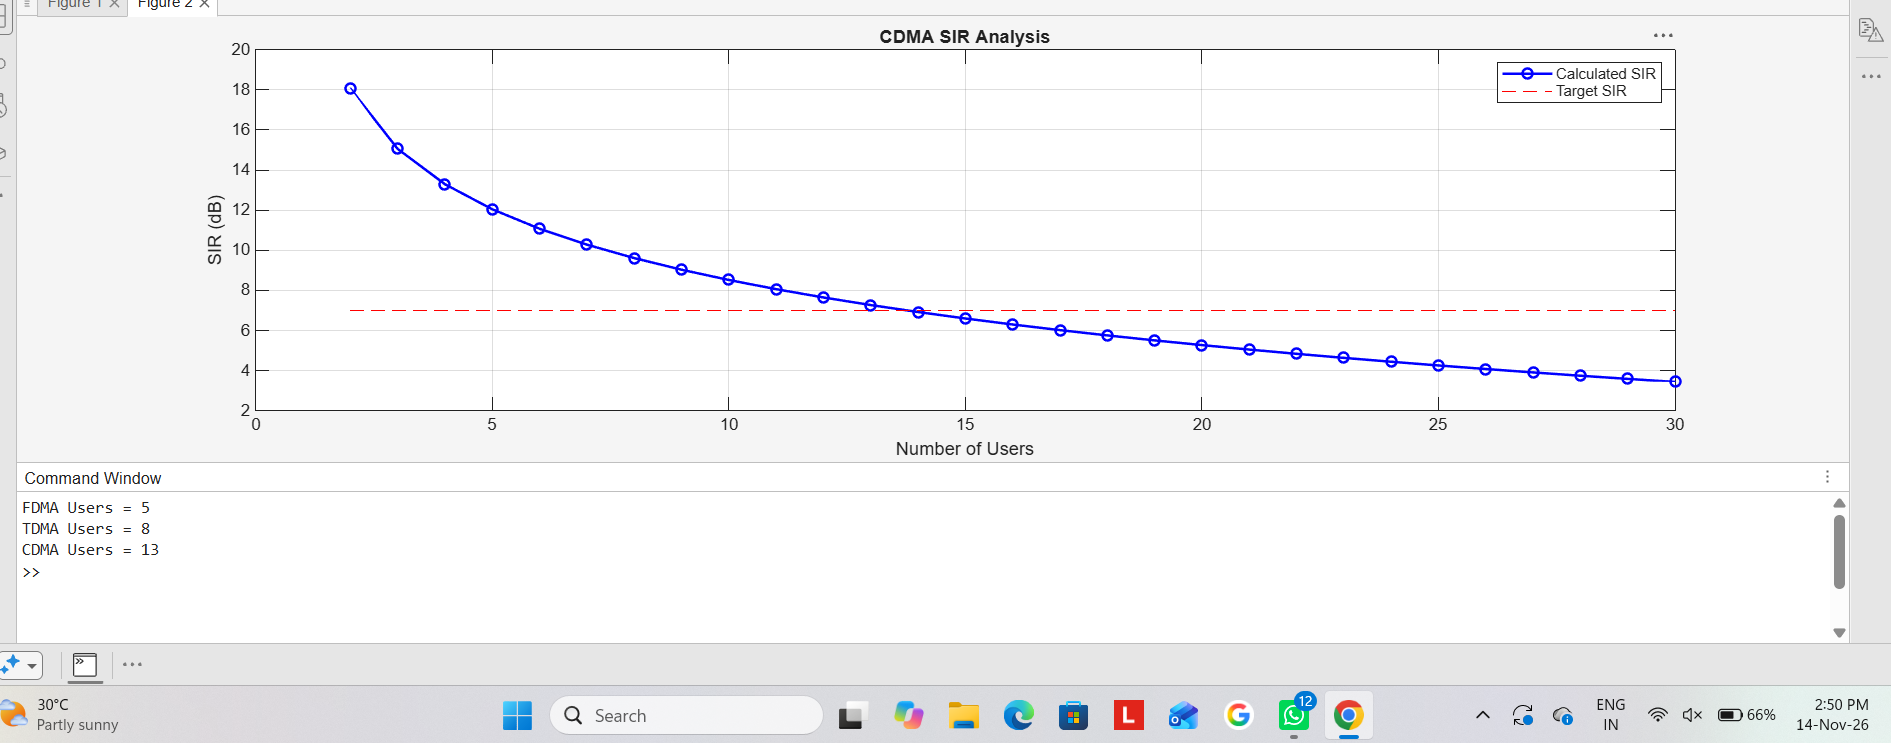 Figure 1 × Figure 2 ×
CDMA SIR Analysis
Calculated SIR
Target SIR
SIR (dB)
20
18
16
14
12
10
8
6
4
2
0 5 10 15 20 25 30
Number of Users
Command Window
FDMA Users = 5
TDMA Users = 8
CDMA Users = 13
>>
30°C
Partly sunny
Search
L
G
12
ENG
IN
66%
2:50 PM
14-Nov-26